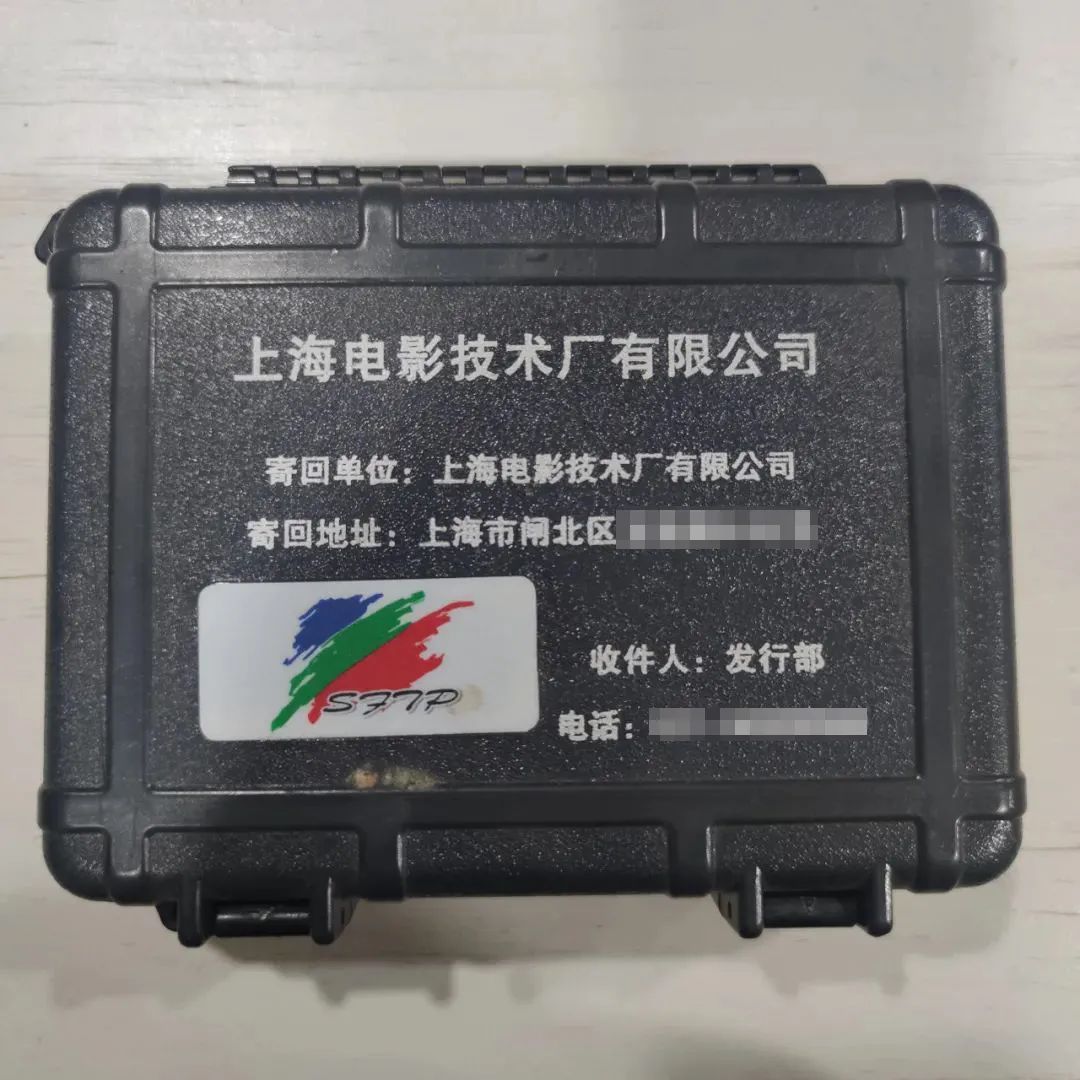 上海电影技术厂有限公司
寄回单位：上海电影技术厂有限公司
寄回地址：上海市闸北区
SFTP
收件人：发行部
电话：